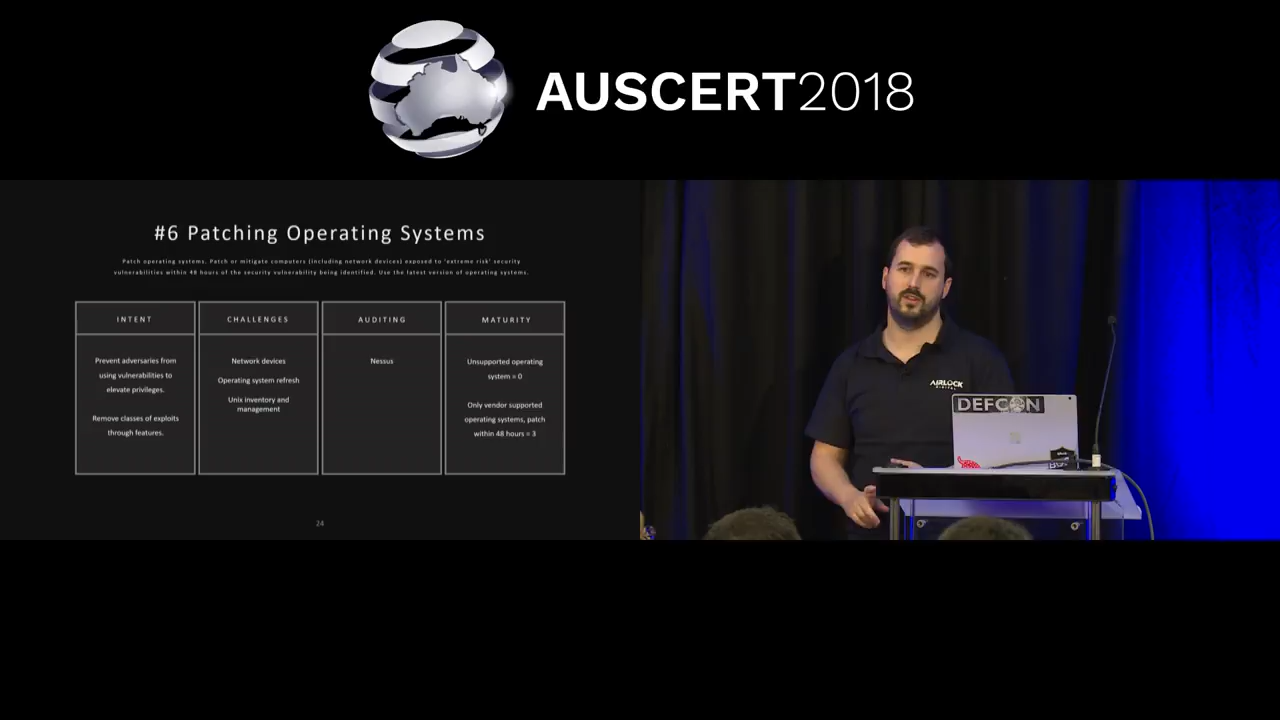 AUSCERT2018
#6 Patching Operating Systems
Patch operating systems. Patch or mitigate computers (including network devices) exposed to 'extreme risk' security
vulnerabilities within 48 hours of the security vulnerability being identified. Use the latest version of operating systems.
INTENT
Prevent adversaries from
using vulnerabilities to
elevate privileges.
Remove classes of exploits
through features.
CHALLENGES
Network devices
Operating system refresh
Unix inventory and
management
AUDITING
Nessus
MATURITY
Unsupported operating
system = 0
Only vendor supported
operating systems, patch
within 48 hours = 3
24
AIRLOCK
DIGITAL
DEFCON